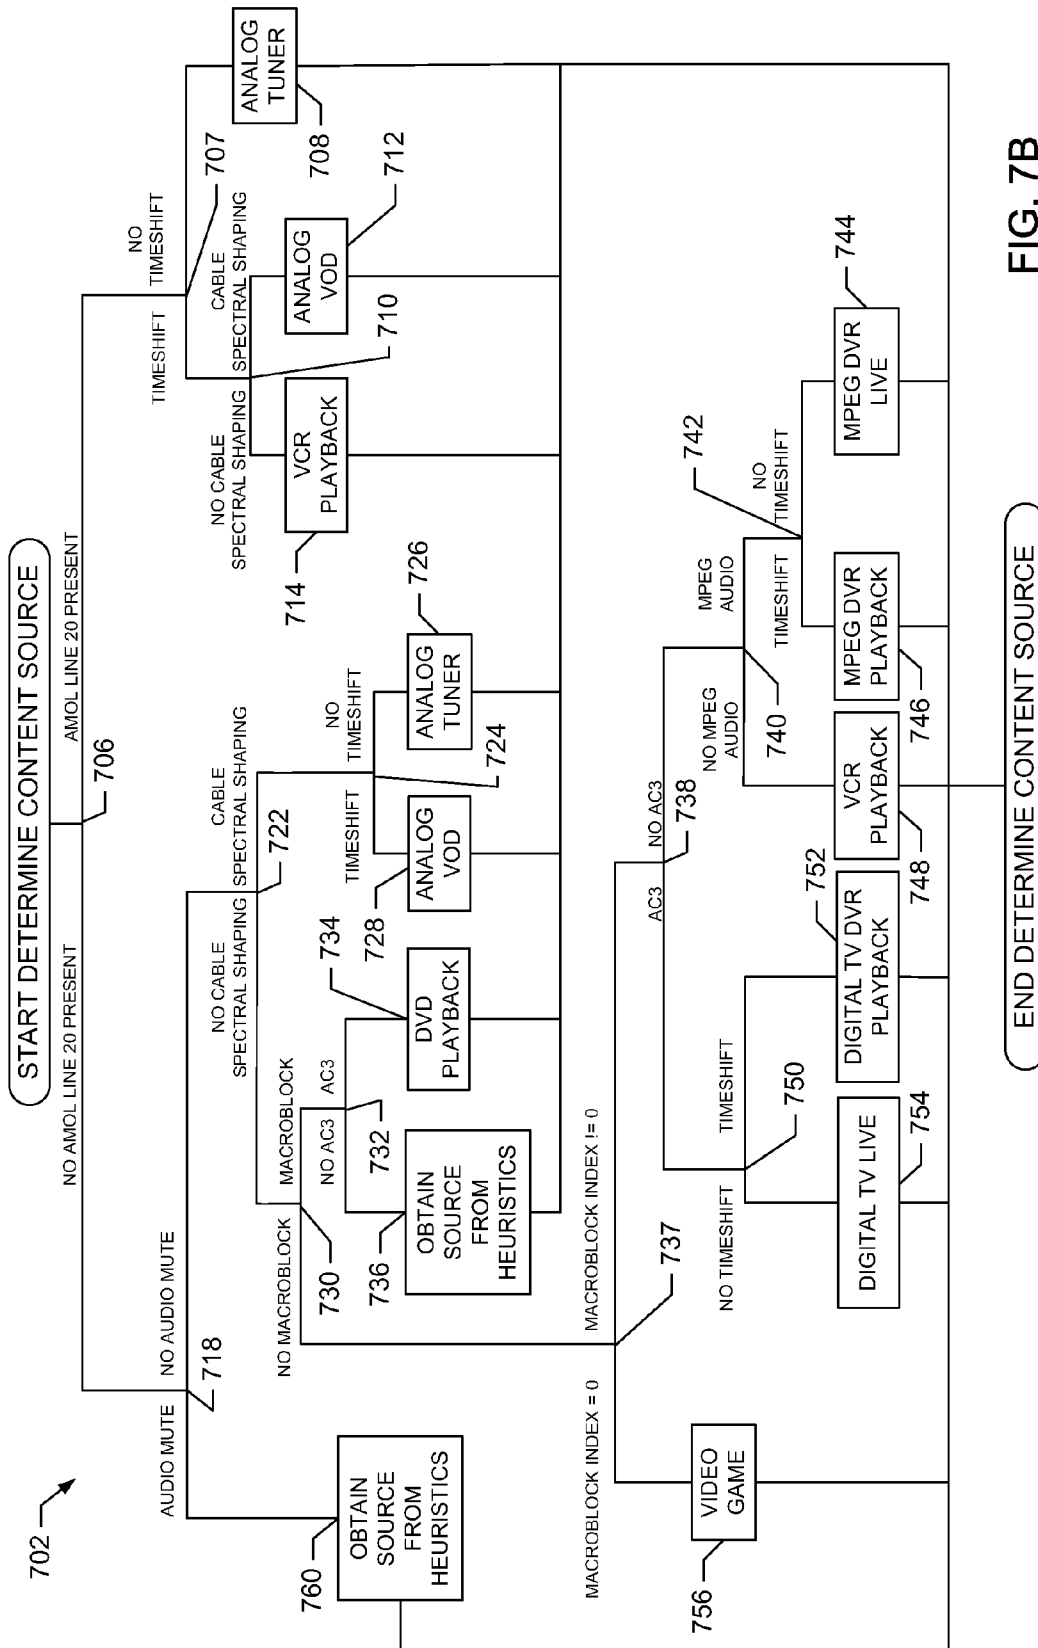 START DETERMINE CONTENT SOURCE
702
NO AMOL LINE 20 PRESENT
AMOL LINE 20 PRESENT
706
AUDIO MUTE
NO AUDIO MUTE
718
TIMESHIFT
NO
TIMESHIFT
707
NO CABLE
SPECTRAL SHAPING
CABLE
SPECTRAL SHAPING
722
NO CABLE
SPECTRAL SHAPING
CABLE
SPECTRAL SHAPING
710
ANALOG
TUNER
708
VCR
PLAYBACK
714
ANALOG
VOD
712
NO MACROBLOCK
MACROBLOCK
730
TIMESHIFT
NO
TIMESHIFT
724
NO AC3
AC3
732
734
728
726
OBTAIN
SOURCE
FROM
HEURISTICS
760
OBTAIN
SOURCE
FROM
HEURISTICS
736
DVD
PLAYBACK
ANALOG
VOD
ANALOG
TUNER
MACROBLOCK INDEX = 0
MACROBLOCK INDEX != 0
737
AC3
NO AC3
738
NO TIMESHIFT
TIMESHIFT
750
NO MPEG
AUDIO
MPEG
AUDIO
740
742
TIMESHIFT
NO
TIMESHIFT
VIDEO
GAME
756
DIGITAL TV LIVE
754
DIGITAL TV DVR
PLAYBACK
752
VCR
PLAYBACK
748
MPEG DVR
PLAYBACK
746
MPEG DVR
LIVE
744
END DETERMINE CONTENT SOURCE
FIG. 7B